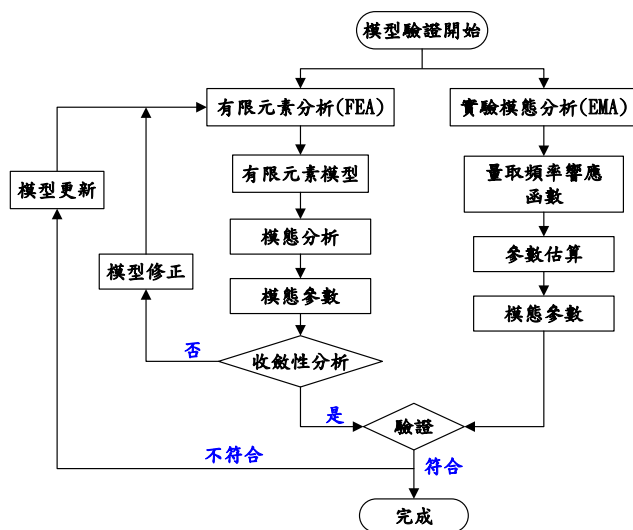 模型驗證開始
有限元素分析(FEA)
實驗模態分析(EMA)
有限元素模型
量取頻率響應
函數
模型更新
模態分析
參數估算
模型修正
模態參數
模態參數
否
收斂性分析
是
驗證
不符合
符合
完成